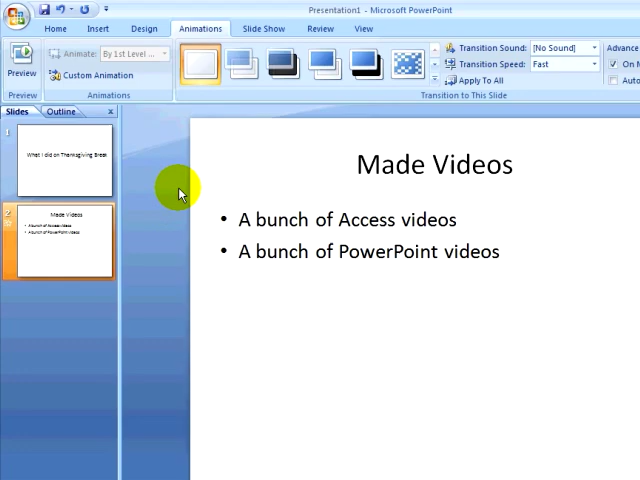 Presentation1 - Microsoft PowerPoint
Home Insert Design Animations Slide Show Review View
Preview
Animate: By 1st Level ...
Custom Animation
Transition Sound: [No Sound]
Transition Speed: Fast
Apply To All
Advance
On M
Auto
Preview Animations Transition To This Slide
Slides Outline x
1
What I did on Thanksgiving Break
2
Made Videos
• A bunch of Access videos
• A bunch of PowerPoint videos
Made Videos
• A bunch of Access videos
• A bunch of PowerPoint videos